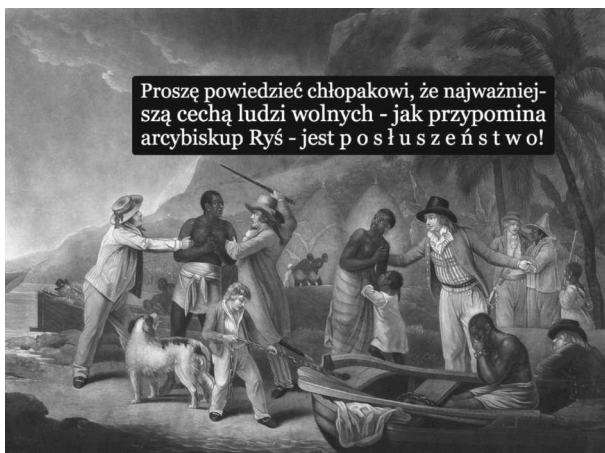 Proszę powiedzieć chłopakowi, że najważniej-
szą cechą ludzi wolnych - jak przypomina
arcybiskup Ryś - jest p o s ł u s z e ń s t w o!